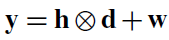 y = h ⊗ d + w